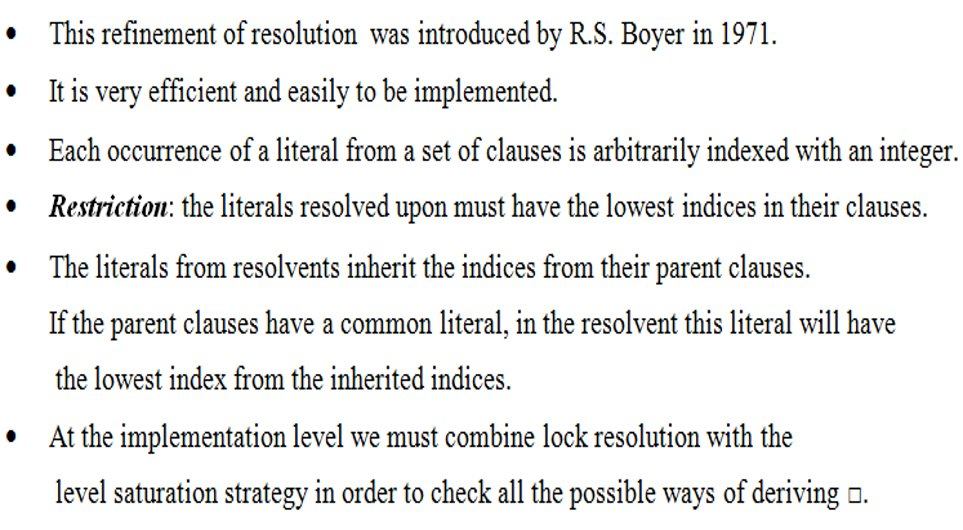 • This refinement of resolution was introduced by R.S. Boyer in 1971.
• It is very efficient and easily to be implemented.
• Each occurrence of a literal from a set of clauses is arbitrarily indexed with an integer.
• Restriction: the literals resolved upon must have the lowest indices in their clauses.
• The literals from resolvents inherit the indices from their parent clauses.
If the parent clauses have a common literal, in the resolvent this literal will have
the lowest index from the inherited indices.
• At the implementation level we must combine lock resolution with the
level saturation strategy in order to check all the possible ways of deriving □.